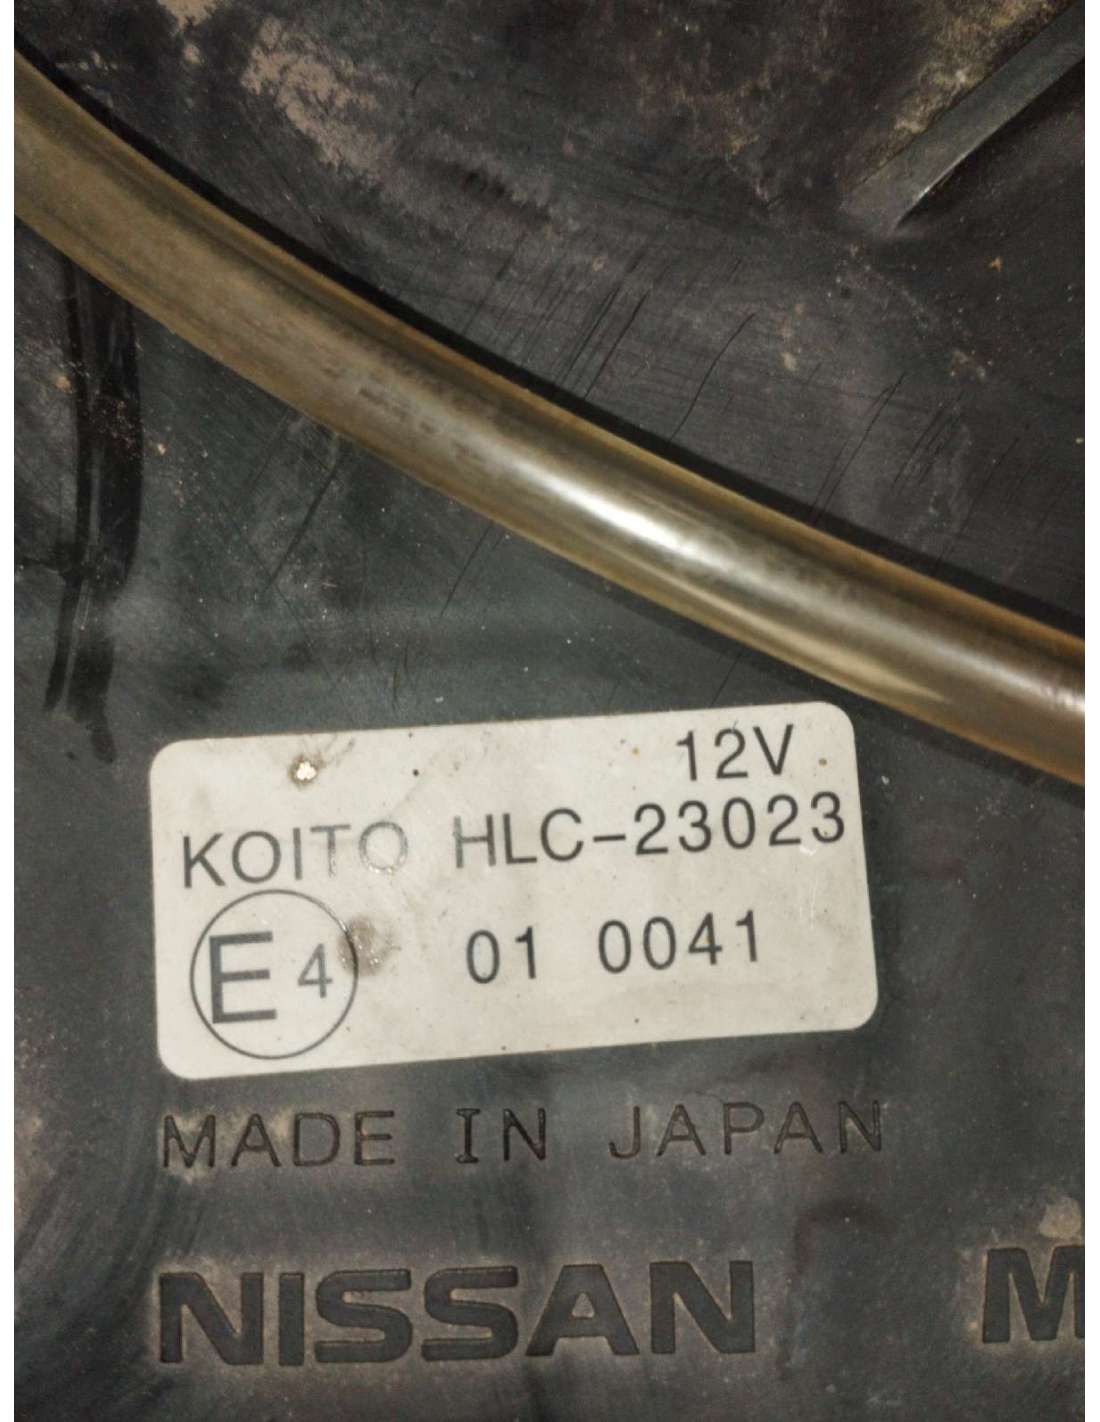 12V
KOITO HLC-23023
E4 01 0041
MADE IN JAPAN
NISSAN M